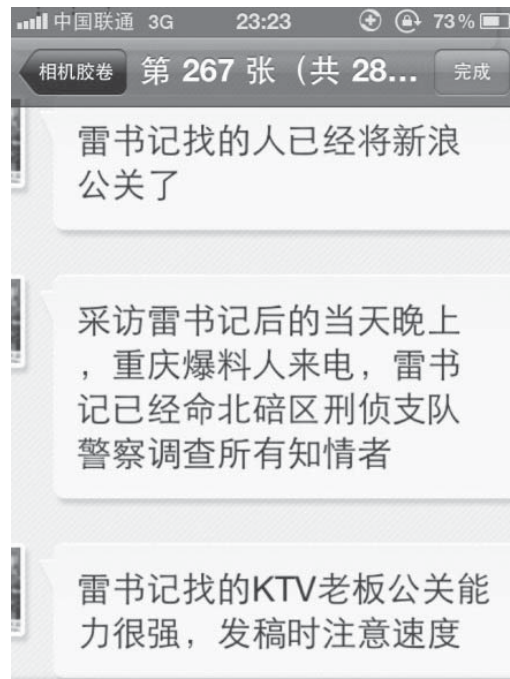 中国联通 3G 23:23 73%
相机胶卷 第 267 张（共 28... 完成
雷书记找的人已经将新浪
公关了
采访雷书记后的当天晚上
，重庆爆料人来电，雷书
记已经命北碚区刑侦支队
警察调查所有知情者
雷书记找的KTV老板公关能
力很强，发稿时注意速度